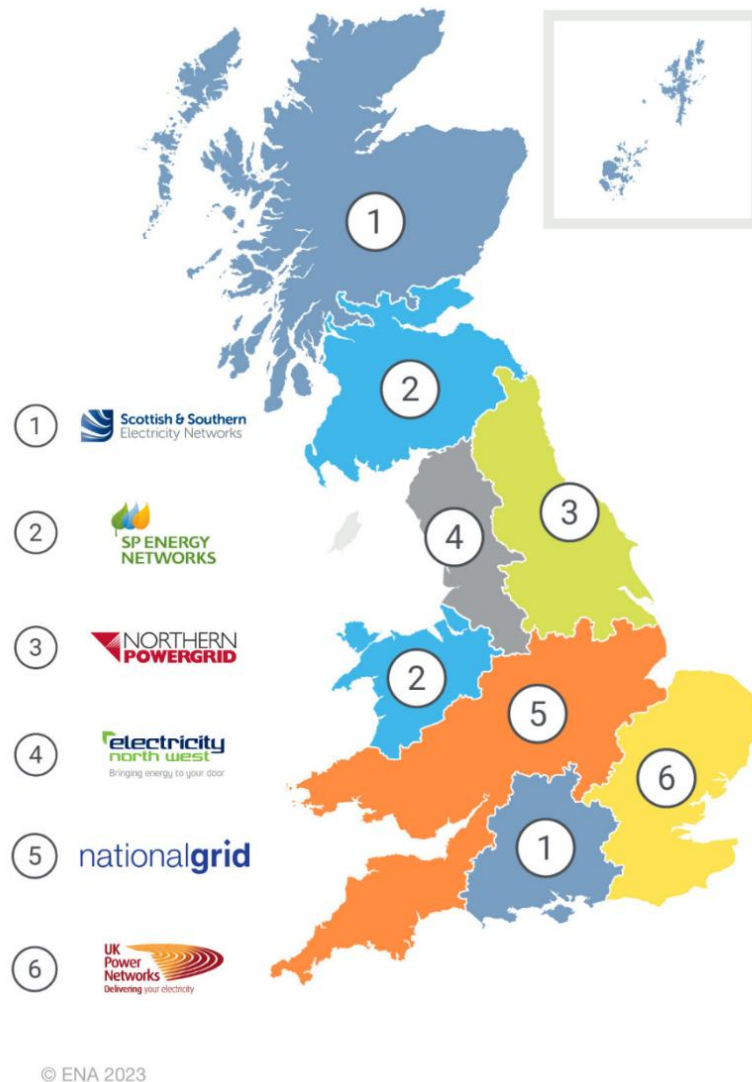 1
2
3
4
2
5
6
1
1 Scottish & Southern
Electricity Networks
2 SP ENERGY
NETWORKS
3 NORTHERN
POWERGRID
4 electricity
north west
Bringing energy to your door
5 nationalgrid
6 UK
Power
Networks
Delivering your electricity
© ENA 2023